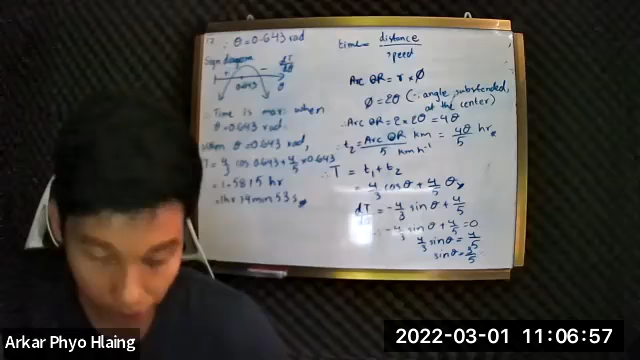 ∴ θ = 0.643 rad
Sign diagram
dT
dθ
0.643
θ
∴ Time is max when
θ = 0.643 rad.
When θ = 0.643 rad,
T = 4/3 cos 0.643 + 4/5 × 0.643
= 1.5815 hr
= 1hr 34min 53 s
time = distance
speed
Arc QR = r × ∅
∅ = 2θ (∵ angle subtended
at the center)
∴ Arc QR = 2 × 2θ = 4θ
t₂ = Arc QR km / 5 km h⁻¹ = 4θ/5 hr
∴ T = t₁ + t₂
= 4/3 cos θ + 4/5 θ
dT/dθ = -4/3 sin θ + 4/5
-4/3 sin θ + 4/5 = 0
4/3 sin θ = 4/5
sin θ = 3/5
Arkar Phyo Hlaing
2022-03-01 11:06:57